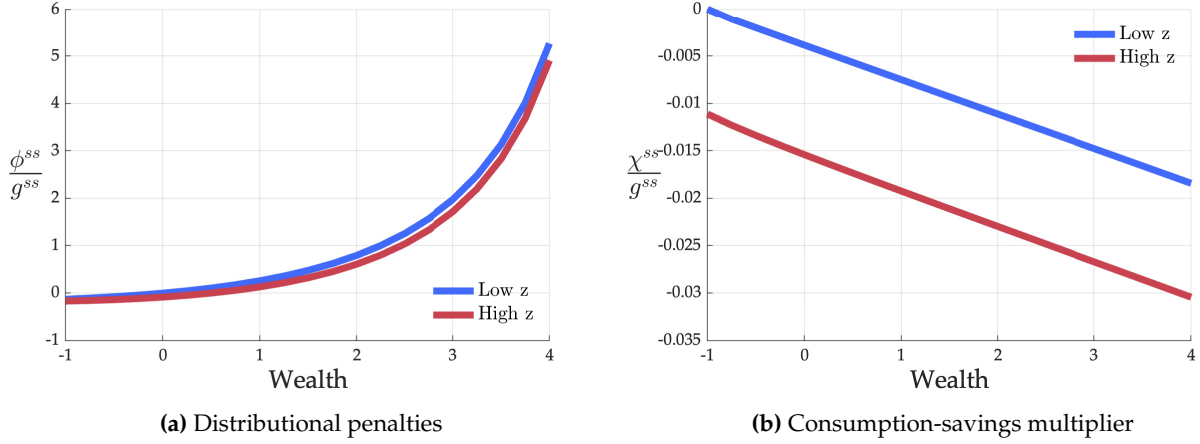 6
5
4
3
2
1
0
-1
ϕ^ss
g^ss
Low z
High z
-1
0
1
2
3
4
Wealth
(a) Distributional penalties
0
-0.005
-0.01
-0.015
-0.02
-0.025
-0.03
-0.035
χ^ss
g^ss
Low z
High z
-1
0
1
2
3
4
Wealth
(b) Consumption-savings multiplier